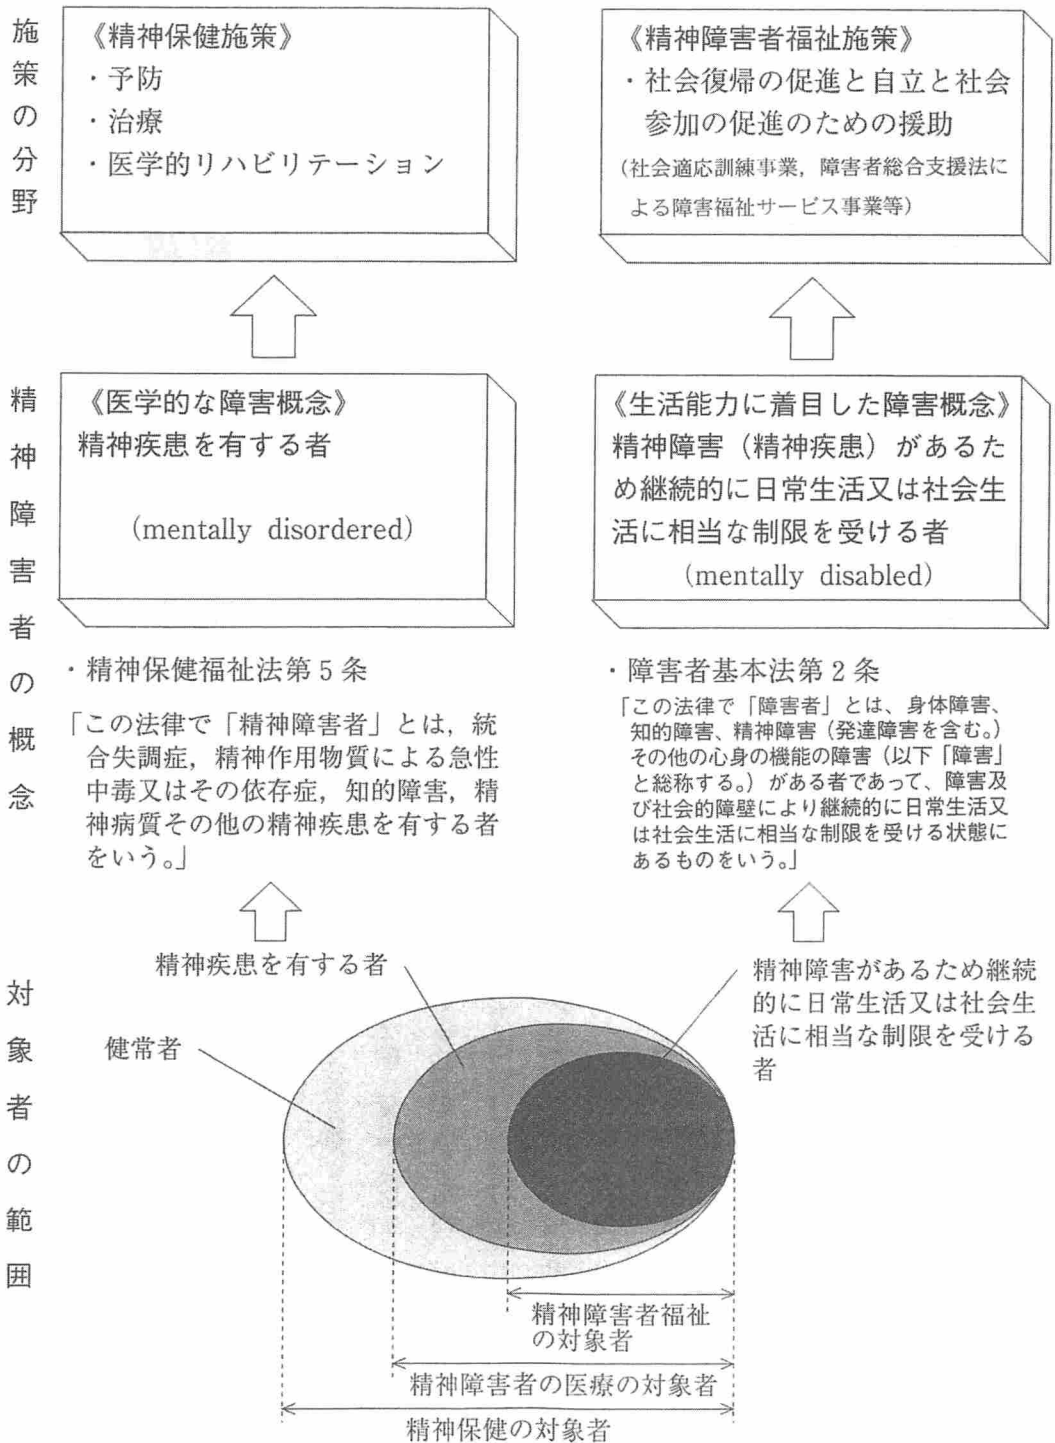 施策の分野
《精神保健施策》
・予防
・治療
・医学的リハビリテーション
《精神障害者福祉施策》
・社会復帰の促進と自立と社会
参加の促進のための援助
(社会適応訓練事業，障害者総合支援法に
よる障害福祉サービス事業等)
精神障害者の概念
《医学的な障害概念》
精神疾患を有する者
(mentally disordered)
《生活能力に着目した障害概念》
精神障害（精神疾患）があるた
め継続的に日常生活又は社会生
活に相当な制限を受ける者
(mentally disabled)
・精神保健福祉法第5条
「この法律で「精神障害者」とは，統
合失調症，精神作用物質による急性
中毒又はその依存症，知的障害，精
神病質その他の精神疾患を有する者
をいう。」
・障害者基本法第2条
「この法律で「障害者」とは、身体障害、
知的障害、精神障害（発達障害を含む。）
その他の心身の機能の障害（以下「障害」
と総称する。）がある者であって、障害及
び社会的障壁により継続的に日常生活又
は社会生活に相当な制限を受ける状態に
あるものをいう。」
対象者の範囲
精神疾患を有する者
健常者
精神障害があるため継続
的に日常生活又は社会生
活に相当な制限を受ける
者
精神障害者福祉
の対象者
精神障害者の医療の対象者
精神保健の対象者